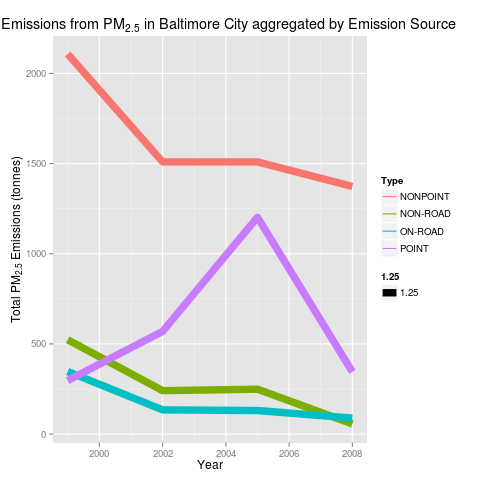 Emissions from PM2.5 in Baltimore City aggregated by Emission Source
Total PM2.5 Emissions (tonnes)
2000
1500
1000
500
0
2000
2002
2004
2006
2008
Year
Type
NONPOINT
NON-ROAD
ON-ROAD
POINT
1.25
1.25